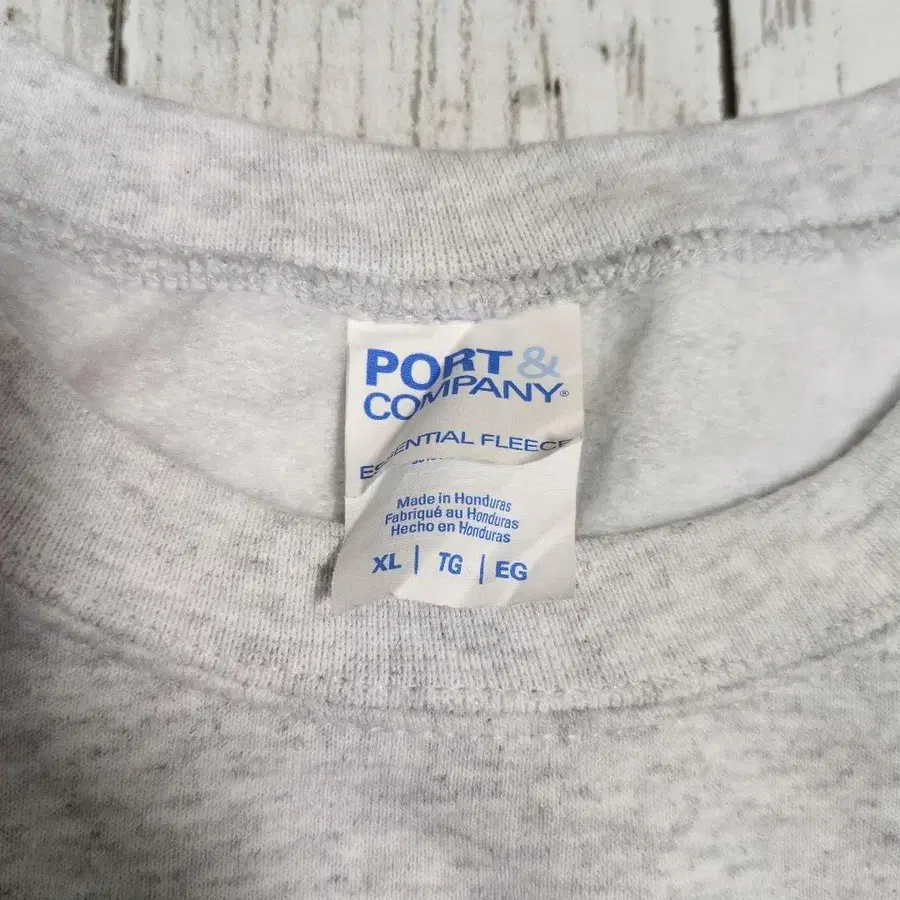 PORT &
COMPANY®
ESSENTIAL FLEECE
Made in Honduras
Fabriqué au Honduras
Hecho en Honduras
XL | TG | EG